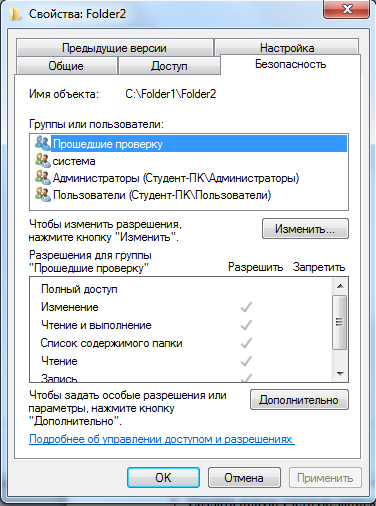 Свойства: Folder2
Предыдущие версии Настройка
Общие Доступ Безопасность
Имя объекта: C:\Folder1\Folder2
Группы или пользователи:
Прошедшие проверку
система
Администраторы (Студент-ПК\Администраторы)
Пользователи (Студент-ПК\Пользователи)
Чтобы изменить разрешения,
нажмите кнопку "Изменить".
Изменить...
Разрешения для группы
"Прошедшие проверку" Разрешить Запретить
Полный доступ
Изменение
Чтение и выполнение
Список содержимого папки
Чтение
Запись
Чтобы задать особые разрешения или
параметры, нажмите кнопку
"Дополнительно".
Дополнительно
Подробнее об управлении доступом и разрешениях
OK Отмена Применить